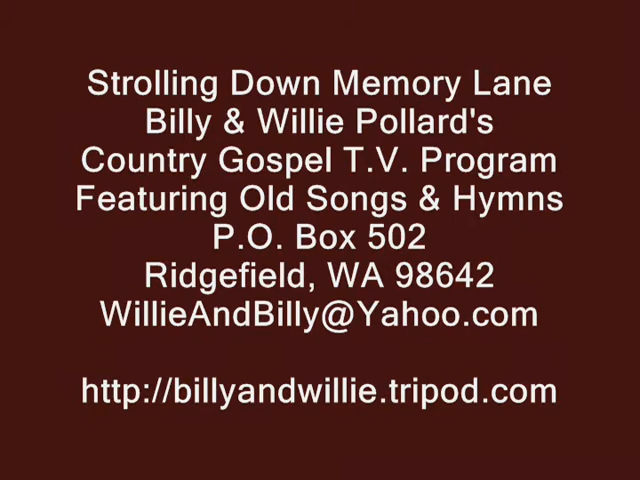 Strolling Down Memory Lane
Billy & Willie Pollard's
Country Gospel T.V. Program
Featuring Old Songs & Hymns
P.O. Box 502
Ridgefield, WA 98642
WillieAndBilly@Yahoo.com
http://billyandwillie.tripod.com